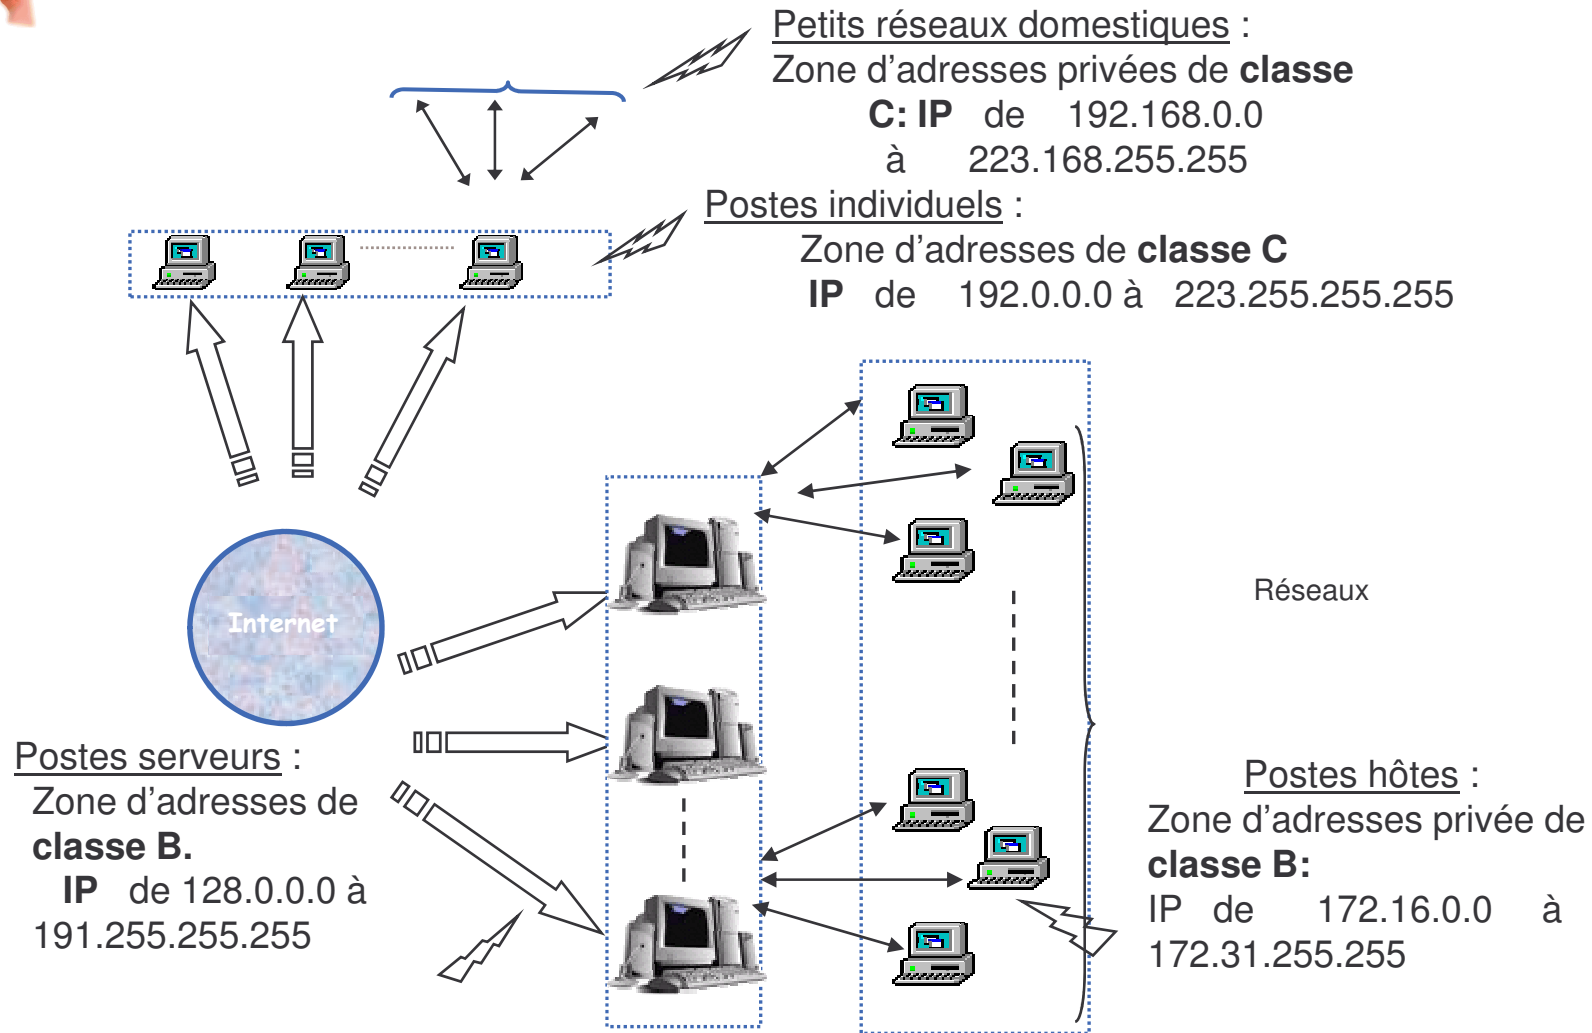 Petits réseaux domestiques :
Zone d'adresses privées de classe
C: IP de 192.168.0.0
à 223.168.255.255
Postes individuels :
Zone d'adresses de classe C
IP de 192.0.0.0 à 223.255.255.255
Internet
Réseaux
Postes serveurs :
Zone d'adresses de
classe B.
IP de 128.0.0.0 à
191.255.255.255
Postes hôtes :
Zone d'adresses privée de
classe B:
IP de 172.16.0.0 à
172.31.255.255